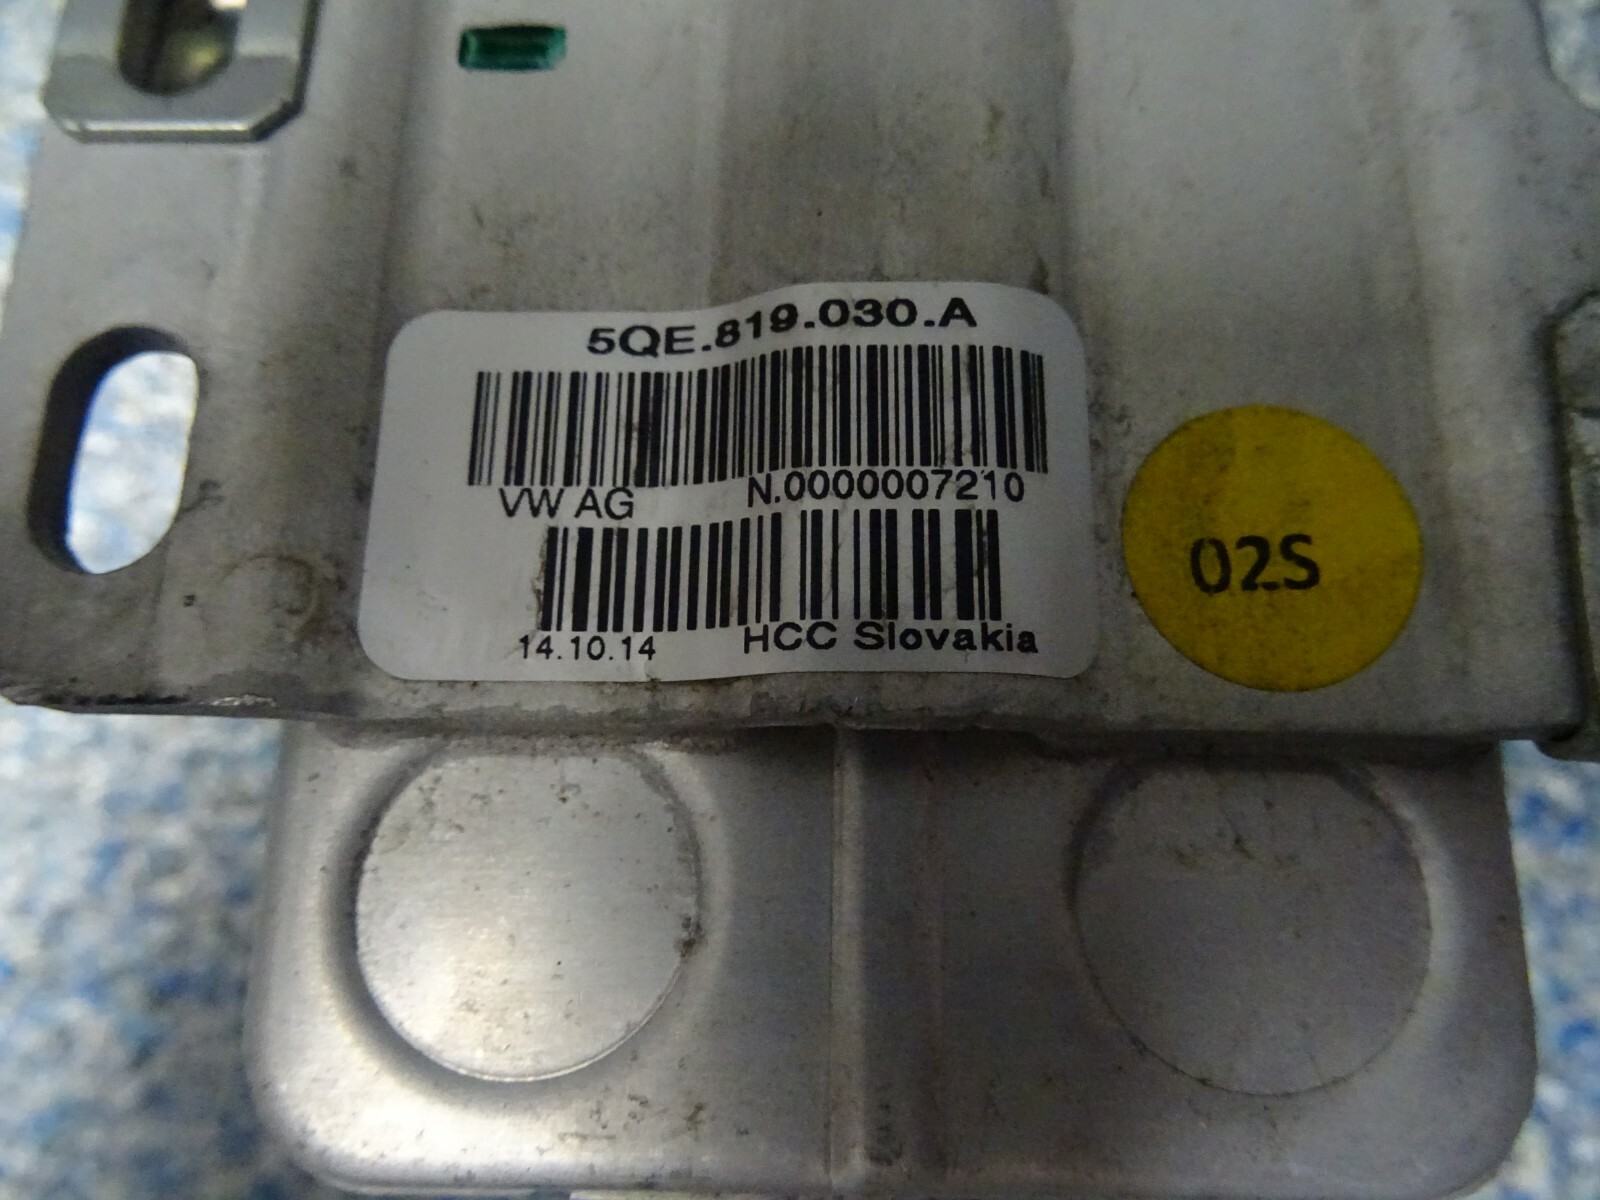 5QE.819.030.A
VW AG N.0000007210
14.10.14 HCC Slovakia
02S